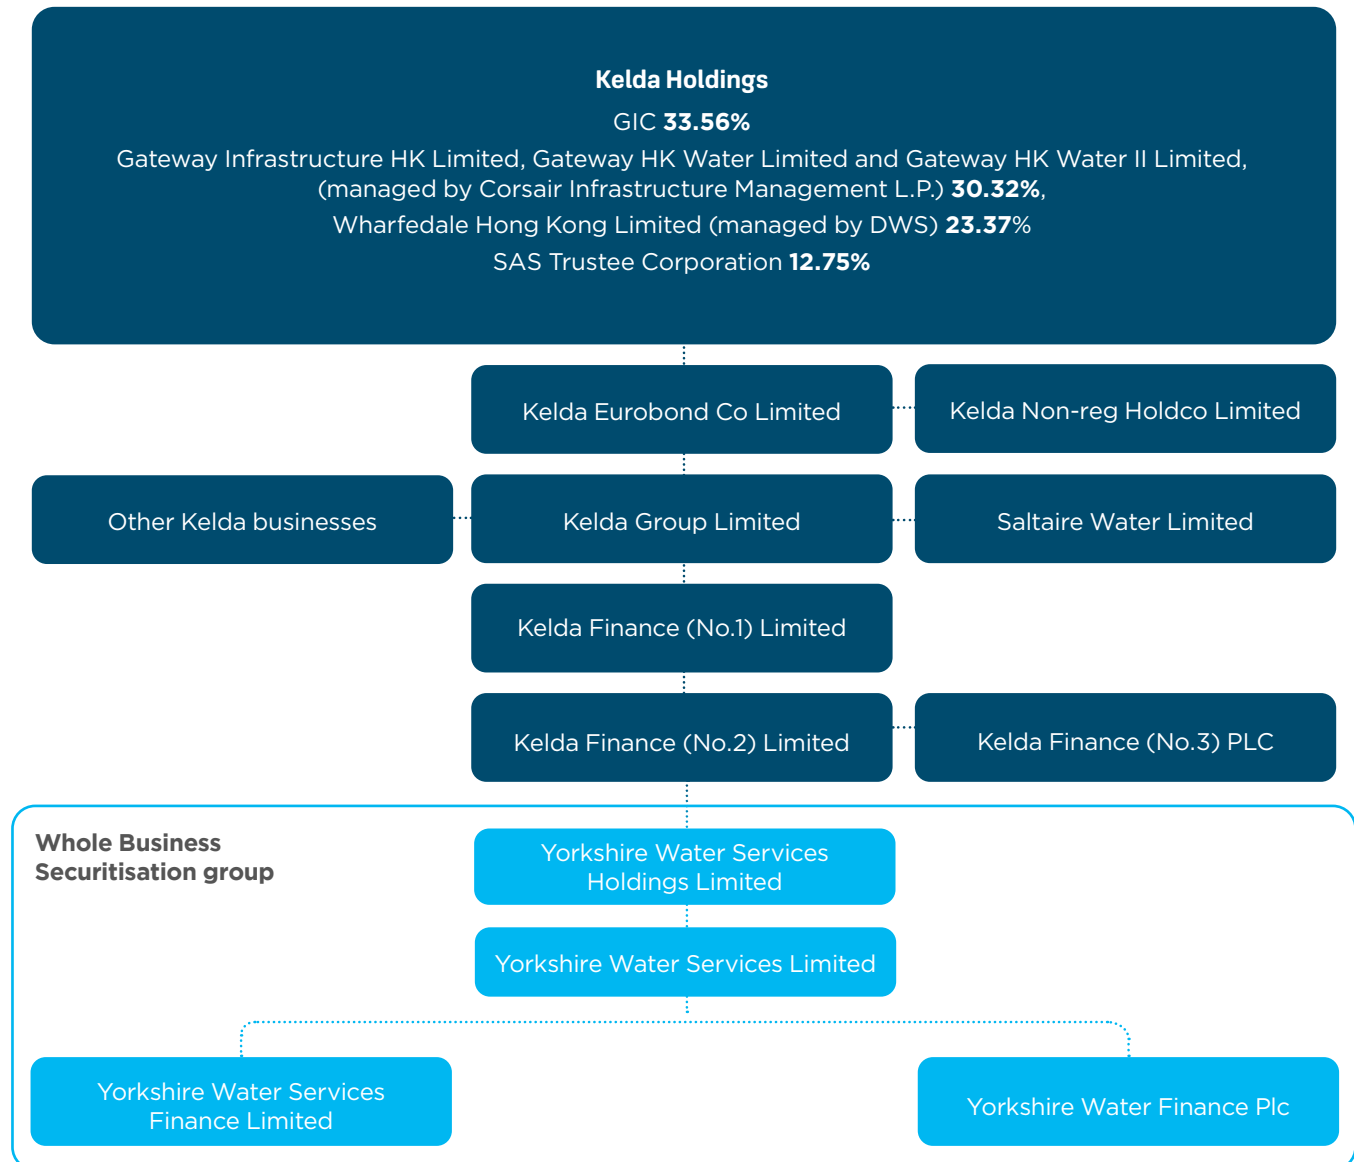 Kelda Holdings
GIC 33.56%
Gateway Infrastructure HK Limited, Gateway HK Water Limited and Gateway HK Water II Limited,
(managed by Corsair Infrastructure Management L.P.) 30.32%,
Wharfedale Hong Kong Limited (managed by DWS) 23.37%
SAS Trustee Corporation 12.75%
Kelda Eurobond Co Limited
Kelda Non-reg Holdco Limited
Other Kelda businesses
Kelda Group Limited
Saltaire Water Limited
Kelda Finance (No.1) Limited
Kelda Finance (No.2) Limited
Kelda Finance (No.3) PLC
Whole Business
Securitisation group
Yorkshire Water Services
Holdings Limited
Yorkshire Water Services Limited
Yorkshire Water Services
Finance Limited
Yorkshire Water Finance Plc